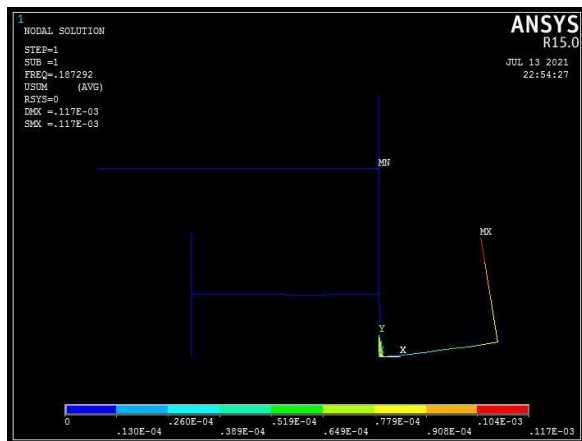 1
NODAL SOLUTION
STEP=1
SUB =1
FREQ=.187292
USUM (AVG)
RSYS=0
DMX =.117E-03
SMX =.117E-03
ANSYS
R15.0
JUL 13 2021
22:54:27
MN
MX
Y
X
0 .260E-04 .519E-04 .779E-04 .104E-03
.130E-04 .389E-04 .649E-04 .908E-04 .117E-03